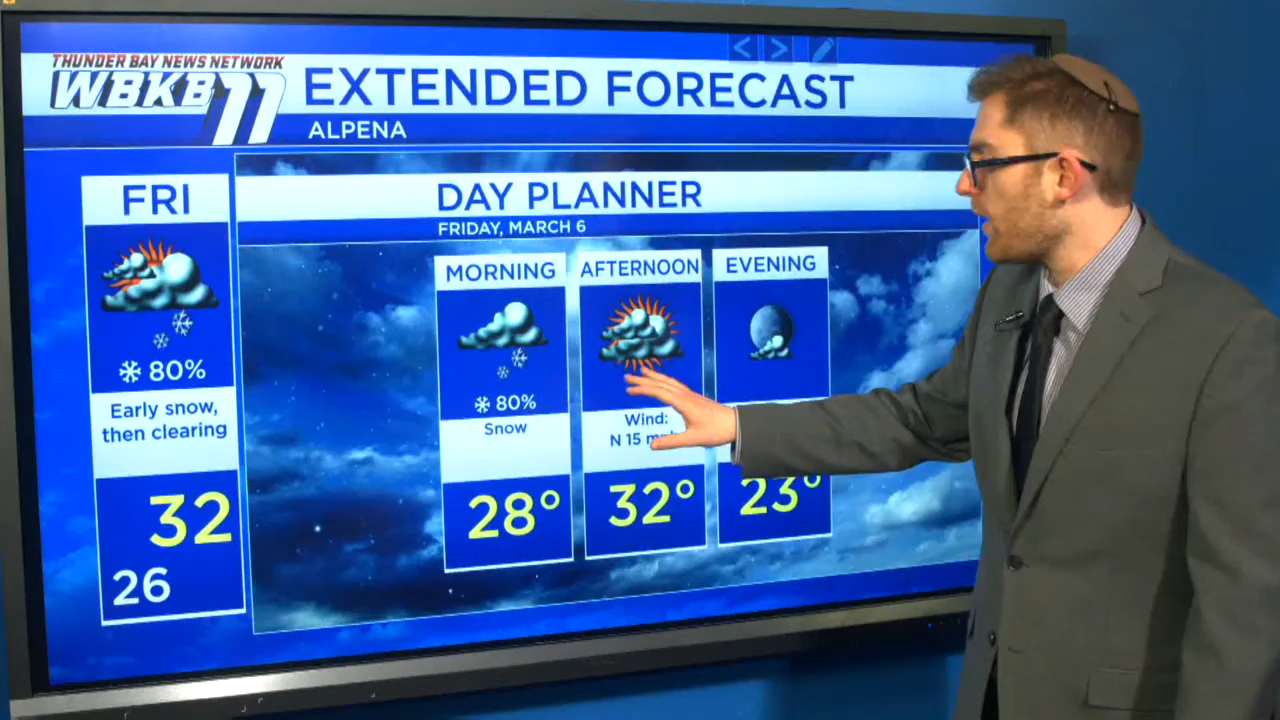 THUNDER BAY NEWS NETWORK
WBKB 11
EXTENDED FORECAST
ALPENA
FRI
80%
Early snow,
then clearing
32
26
DAY PLANNER
FRIDAY, MARCH 6
MORNING
80%
Snow
28°
AFTERNOON
Wind:
N 15 mph
32°
EVENING
23°